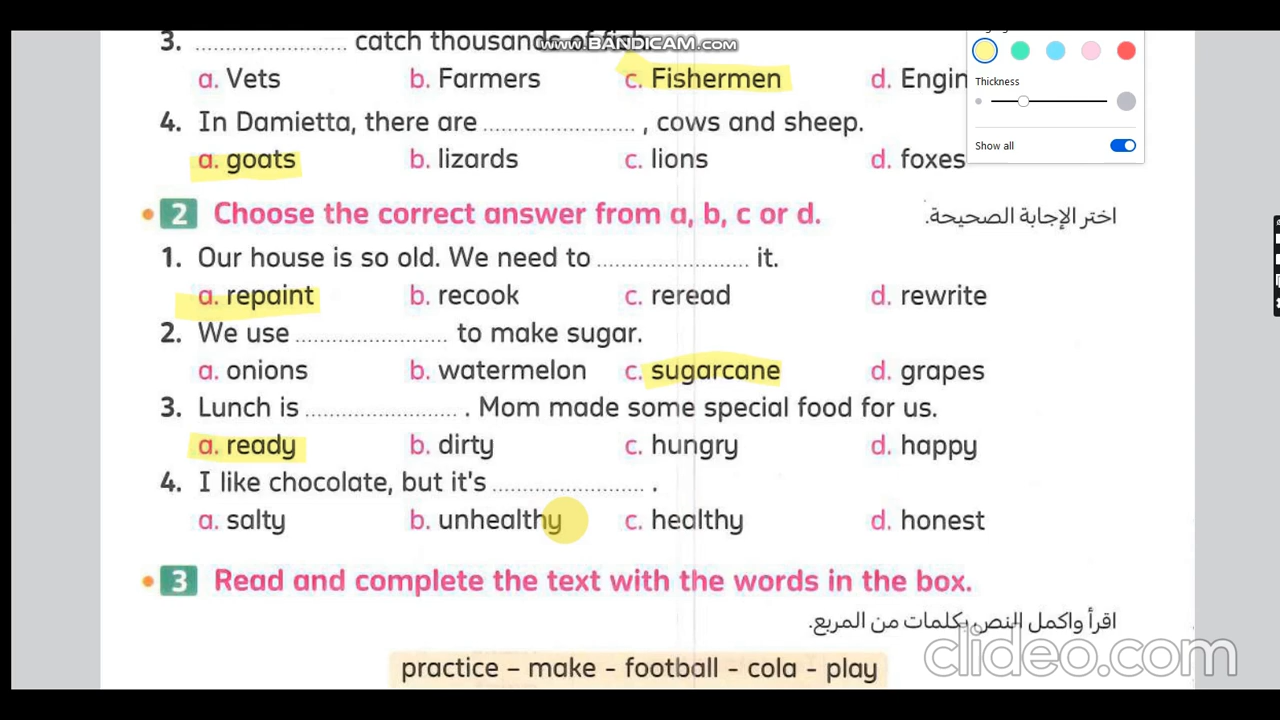 3. ........................ catch thousands of fish.
www.BANDICAM.com
a. Vets b. Farmers c. Fishermen d. Engin
Thickness
4. In Damietta, there are ........................ , cows and sheep.
Show all
a. goats b. lizards c. lions d. foxes
2 Choose the correct answer from a, b, c or d. اختر الإجابة الصحيحة.
1. Our house is so old. We need to ........................ it.
a. repaint b. recook c. reread d. rewrite
2. We use ........................ to make sugar.
a. onions b. watermelon c. sugarcane d. grapes
3. Lunch is ........................ . Mom made some special food for us.
a. ready b. dirty c. hungry d. happy
4. I like chocolate, but it's ........................ .
a. salty b. unhealthy c. healthy d. honest
3 Read and complete the text with the words in the box.
اقرأ واكمل النص بكلمات من المربع.
clideo.com
practice – make - football - cola - play